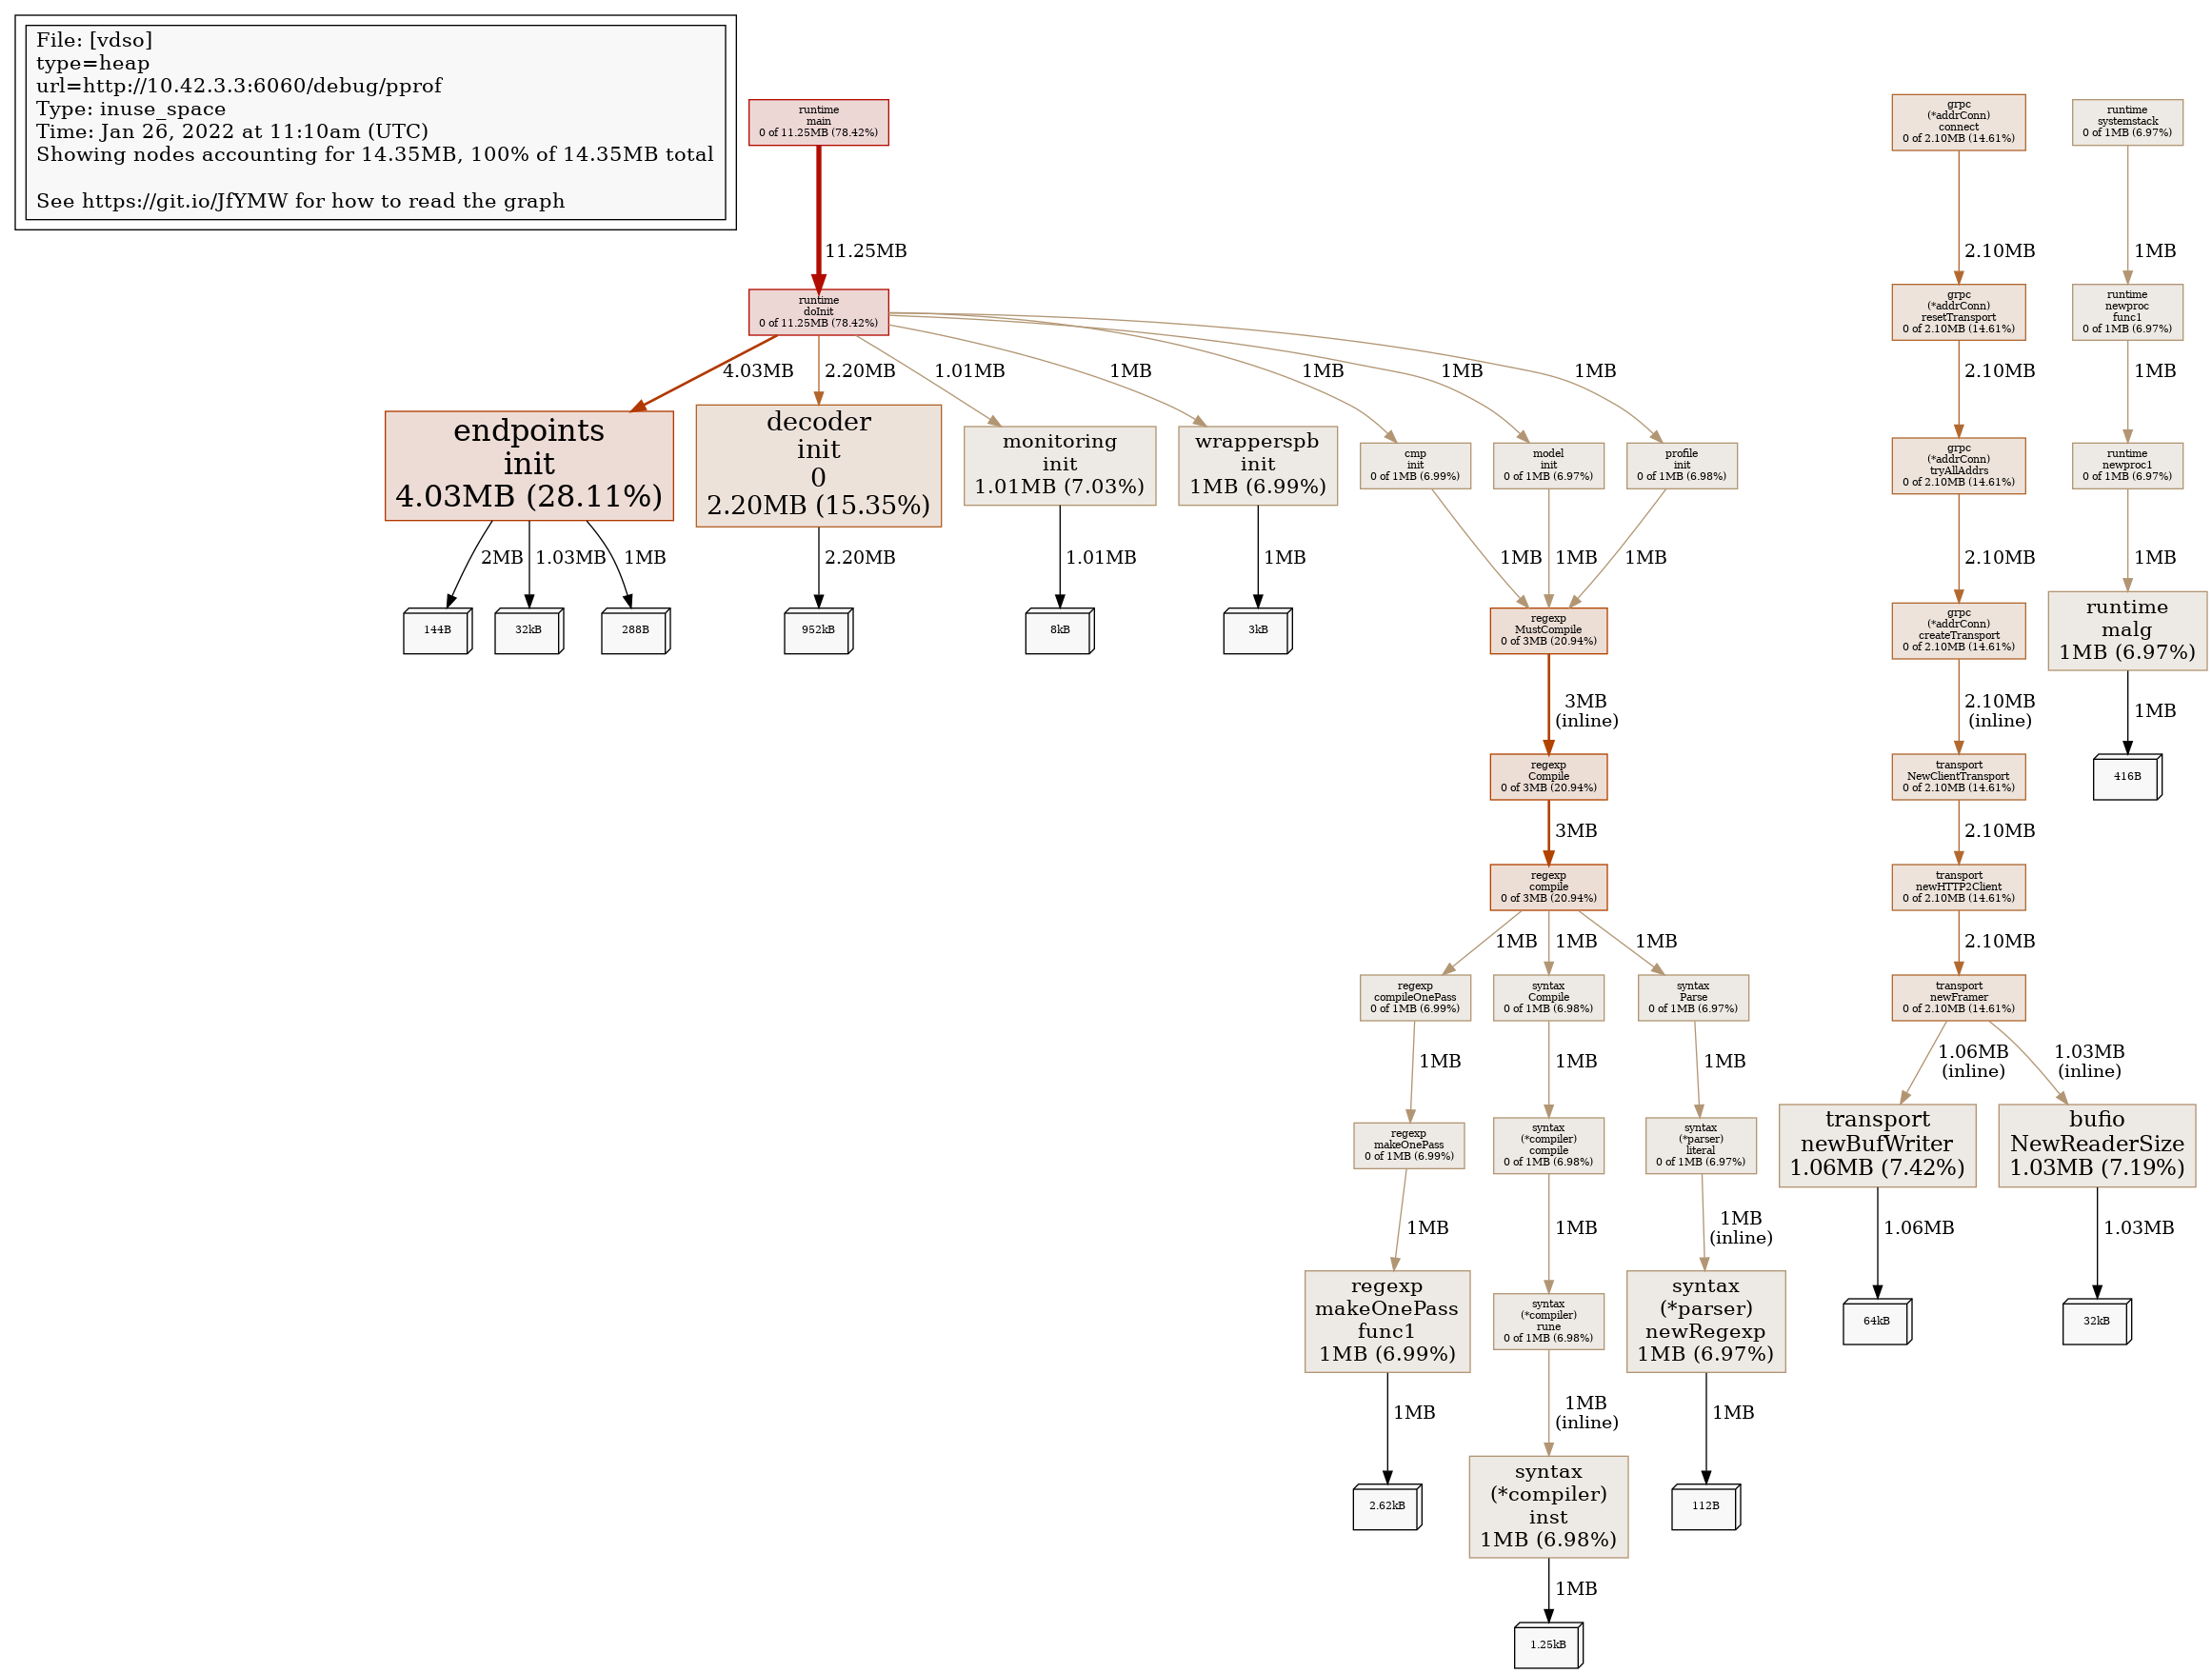 File: [vdso]
type=heap
url=http://10.42.3.3:6060/debug/pprof
Type: inuse_space
Time: Jan 26, 2022 at 11:10am (UTC)
Showing nodes accounting for 14.35MB, 100% of 14.35MB total
See https://git.io/JfYMW for how to read the graph
runtime
main
0 of 11.25MB (78.42%)
grpc
(*addrConn)
connect
0 of 2.10MB (14.61%)
runtime
systemstack
0 of 1MB (6.97%)
11.25MB
2.10MB
1MB
runtime
doInit
0 of 11.25MB (78.42%)
grpc
(*addrConn)
resetTransport
0 of 2.10MB (14.61%)
runtime
newproc
func1
0 of 1MB (6.97%)
4.03MB
2.20MB
1.01MB
1MB
1MB
1MB
1MB
2.10MB
1MB
endpoints
init
4.03MB (28.11%)
decoder
init
0
2.20MB (15.35%)
monitoring
init
1.01MB (7.03%)
wrapperspb
init
1MB (6.99%)
cmp
init
0 of 1MB (6.99%)
model
init
0 of 1MB (6.97%)
profile
init
0 of 1MB (6.98%)
grpc
(*addrConn)
tryAllAddrs
0 of 2.10MB (14.61%)
runtime
newproc1
0 of 1MB (6.97%)
2MB
1.03MB
1MB
2.20MB
1.01MB
1MB
1MB
1MB
1MB
2.10MB
1MB
144B
32kB
288B
952kB
8kB
3kB
regexp
MustCompile
0 of 3MB (20.94%)
grpc
(*addrConn)
createTransport
0 of 2.10MB (14.61%)
runtime
malg
1MB (6.97%)
3MB
(inline)
2.10MB
(inline)
1MB
regexp
Compile
0 of 3MB (20.94%)
transport
NewClientTransport
0 of 2.10MB (14.61%)
416B
3MB
2.10MB
regexp
compile
0 of 3MB (20.94%)
transport
newHTTP2Client
0 of 2.10MB (14.61%)
1MB
1MB
1MB
2.10MB
regexp
compileOnePass
0 of 1MB (6.99%)
syntax
Compile
0 of 1MB (6.98%)
syntax
Parse
0 of 1MB (6.97%)
transport
newFramer
0 of 2.10MB (14.61%)
1MB
1MB
1MB
1.06MB
(inline)
1.03MB
(inline)
regexp
makeOnePass
0 of 1MB (6.99%)
syntax
(*compiler)
compile
0 of 1MB (6.98%)
syntax
(*parser)
literal
0 of 1MB (6.97%)
transport
newBufWriter
1.06MB (7.42%)
bufio
NewReaderSize
1.03MB (7.19%)
1MB
1MB
1MB
(inline)
1.06MB
1.03MB
regexp
makeOnePass
func1
1MB (6.99%)
syntax
(*compiler)
rune
0 of 1MB (6.98%)
syntax
(*parser)
newRegexp
1MB (6.97%)
64kB
32kB
1MB
1MB
(inline)
1MB
2.62kB
syntax
(*compiler)
inst
1MB (6.98%)
112B
1MB
1.25kB